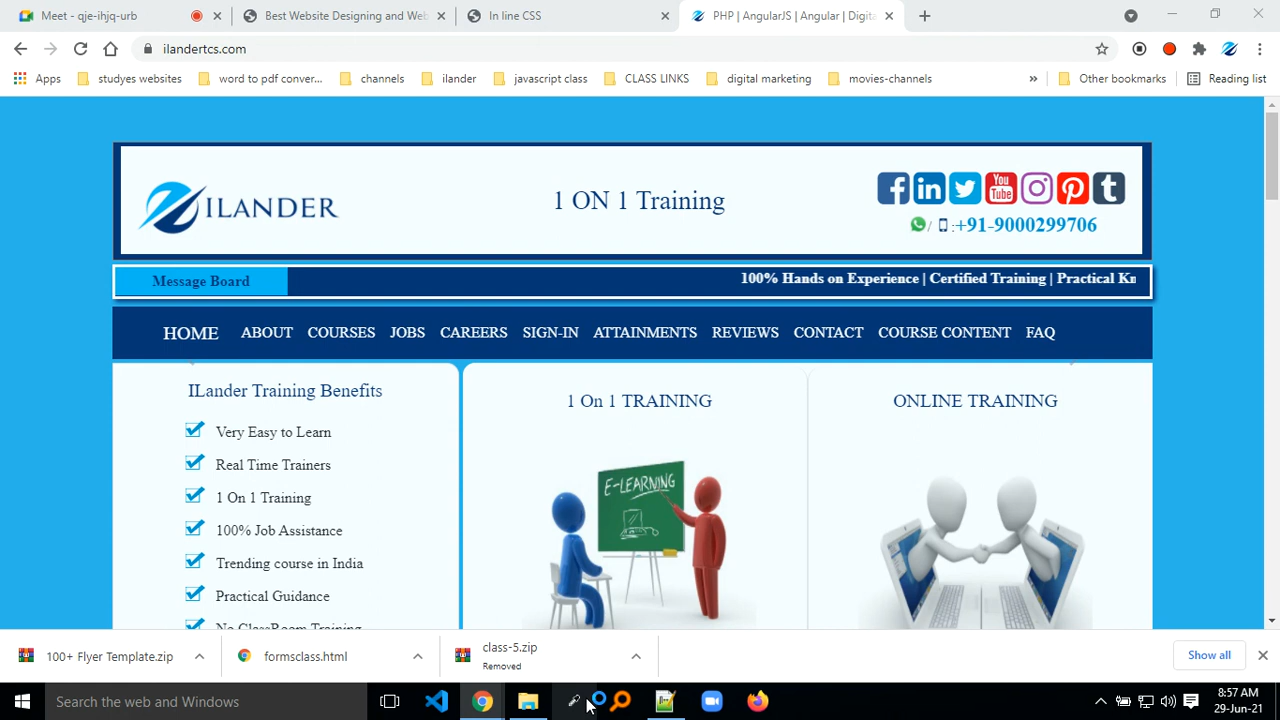 Meet - qje-ihjq-urb
Best Website Designing and Web
In line CSS
PHP | AngularJS | Angular | Digita
ilandertcs.com
Apps
studyes websites
word to pdf conver...
channels
ilander
javascript class
CLASS LINKS
digital marketing
movies-channels
»
Other bookmarks
Reading list
ILANDER
1 ON 1 Training
You
Tube
/ :+91-9000299706
Message Board
100% Hands on Experience | Certified Training | Practical Kn
HOME ABOUT COURSES JOBS CAREERS SIGN-IN ATTAINMENTS REVIEWS CONTACT COURSE CONTENT FAQ
ILander Training Benefits
Very Easy to Learn
Real Time Trainers
1 On 1 Training
100% Job Assistance
Trending course in India
Practical Guidance
No ClassRoom Training
1 On 1 TRAINING
E-LEARNING
ONLINE TRAINING
100+ Flyer Template.zip
formsclass.html
class-5.zip
Removed
Show all
Search the web and Windows
8:57 AM
29-Jun-21